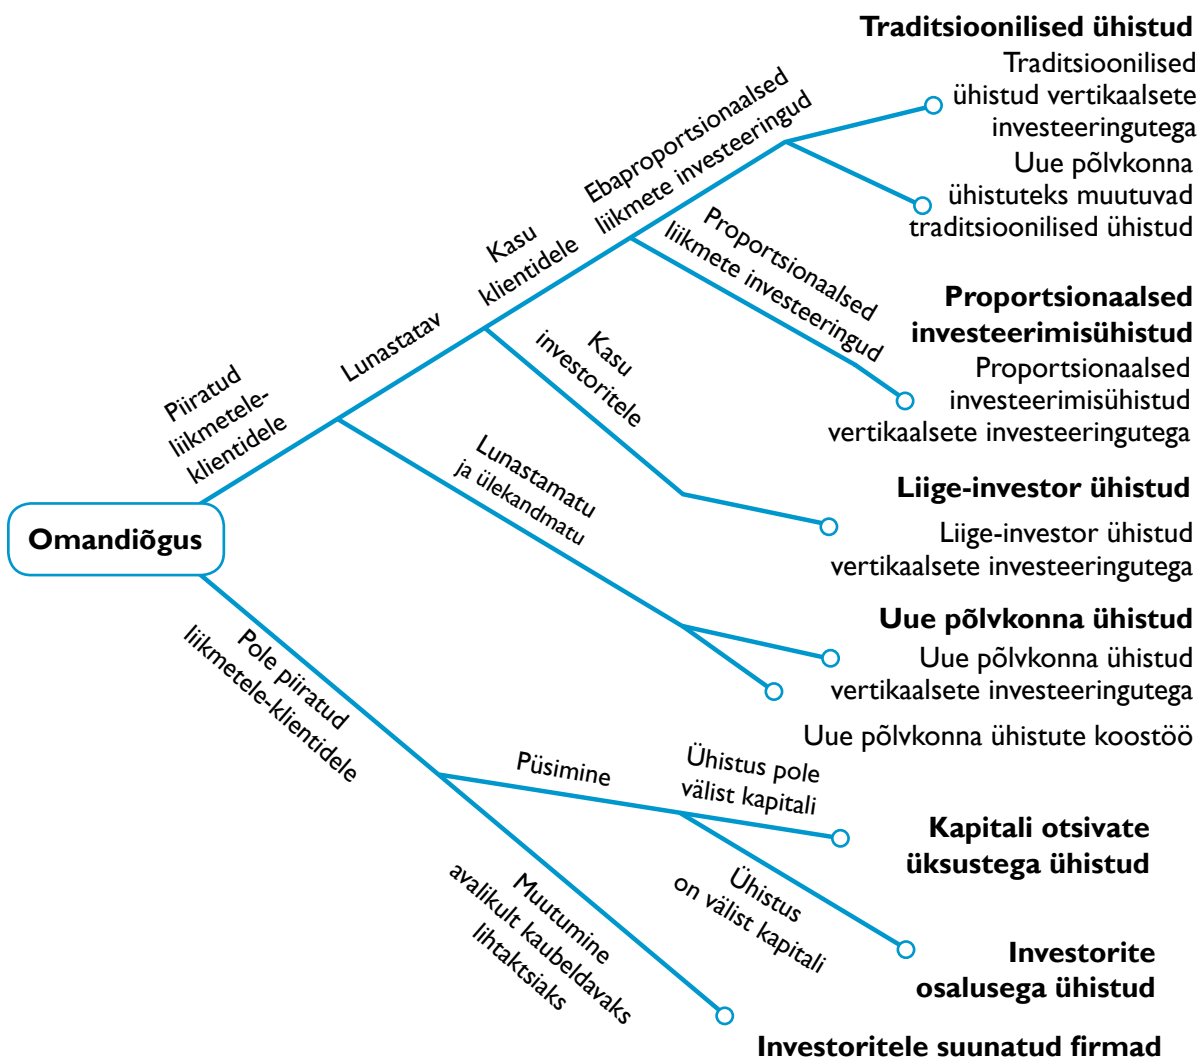 Traditsioonilised ühistud
Traditsioonilised
ühistud vertikaalsete
investeeringutega
Uue põlvkonna
ühistuteks muutuvad
traditsioonilised ühistud
Ebaproportsionaalsed
liikmete investeeringud
Proportsionaalsed
liikmete investeeringud
Kasu
klientidele
Proportsionaalsed
investeerimisühistud
Proportsionaalsed
investeerimisühistud
vertikaalsete investeeringutega
Lunastatav
Kasu
investoritele
Piiratud
liikmetele-
klientidele
Lunastamatu
ja ülekandmatu
Liige-investor ühistud
Liige-investor ühistud
vertikaalsete investeeringutega
Omandiõgus
Uue põlvkonna ühistud
Uue põlvkonna ühistud
vertikaalsete investeeringutega
Uue põlvkonna ühistute koostöö
Pole piiratud
liikmetele-klientidele
Püsimine
Ühistus pole
välist kapitali
Kapitali otsivate
üksustega ühistud
Ühistus
on välist kapitali
Muutumine
avalikult kaubeldavaks
lihtaktsiaks
Investorite
osalusega ühistud
Investoritele suunatud firmad